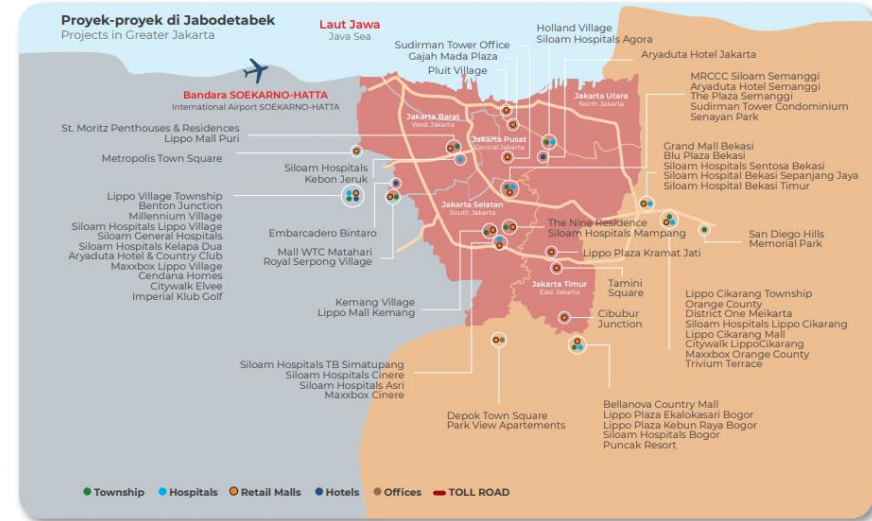 Proyek-proyek di Jabodetabek
Projects in Greater Jakarta
Laut Jawa
Java Sea
Bandara SOEKARNO-HATTA
International Airport SOEKARNO-HATTA
Sudirman Tower Office
Gajah Mada Plaza
Pluit Village
Holland Village
Siloam Hospitals Agora
Aryaduta Hotel Jakarta
MRCCC Siloam Semanggi
Aryaduta Hotel Semanggi
The Plaza Semanggi
Sudirman Tower Condominium
Senayan Park
Jakarta Utara
North Jakarta
Jakarta Barat
West Jakarta
Jakarta Pusat
Central Jakarta
St. Moritz Penthouses & Residences
Lippo Mall Puri
Metropolis Town Square
Siloam Hospitals
Kebon Jeruk
Grand Mall Bekasi
Blu Plaza Bekasi
Siloam Hospitals Sentosa Bekasi
Siloam Hospital Bekasi Sepanjang Jaya
Siloam Hospital Bekasi Timur
Lippo Village Township
Benton Junction
Millennium Village
Siloam Hospitals Lippo Village
Siloam General Hospitals
Siloam Hospitals Kelapa Dua
Aryaduta Hotel & Country Club
Maxxbox Lippo Village
Cendana Homes
Citywalk Elvee
Imperial Klub Golf
Jakarta Selatan
South Jakarta
Embarcadero Bintaro
Mall WTC Matahari
Royal Serpong Village
The Nine Residence
Siloam Hospitals Mampang
San Diego Hills
Memorial Park
Lippo Plaza Kramat Jati
Jakarta Timur
East Jakarta
Tamini
Square
Kemang Village
Lippo Mall Kemang
Cibubur
Junction
Lippo Cikarang Township
Orange County
District One Meikarta
Siloam Hospitals Lippo Cikarang
Lippo Cikarang Mall
Citywalk LippoCikarang
Maxxbox Orange County
Trivium Terrace
Siloam Hospitals TB Simatupang
Siloam Hospitals Cinere
Siloam Hospitals Asri
Maxxbox Cinere
Depok Town Square
Park View Apartements
Bellanova Country Mall
Lippo Plaza Ekalokasari Bogor
Lippo Plaza Kebun Raya Bogor
Siloam Hospitals Bogor
Puncak Resort
Township
Hospitals
Retail Malls
Hotels
Offices
TOLL ROAD